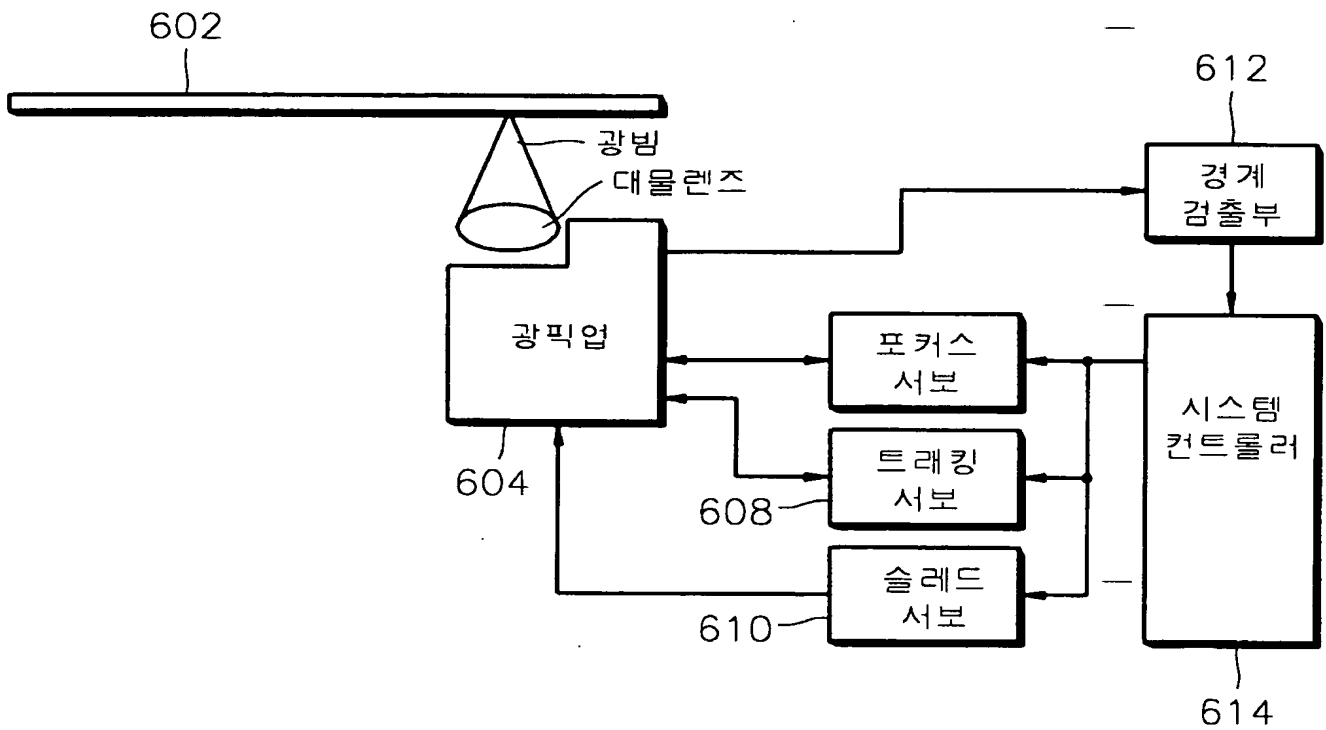 602
612
광빔
대물렌즈
경계
검출부
광픽업
포커스
서보
시스템
컨트롤러
604
트래킹
서보
608
슬레드
서보
610
614